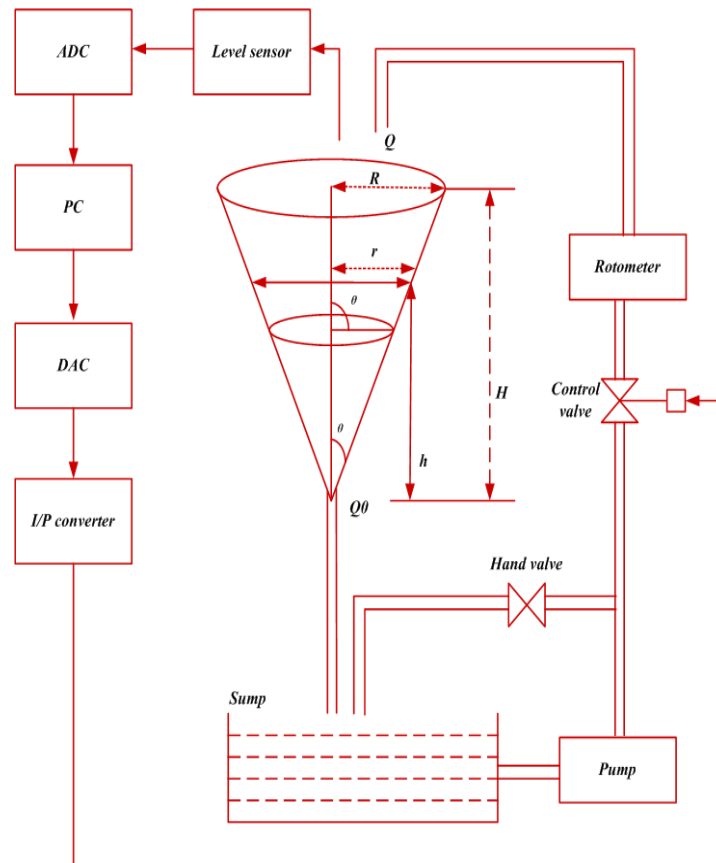 ADC
Level sensor
Q
R
PC
r
Rotometer
θ
DAC
H
Control
valve
θ
h
I/P converter
Q0
Hand valve
Sump
Pump